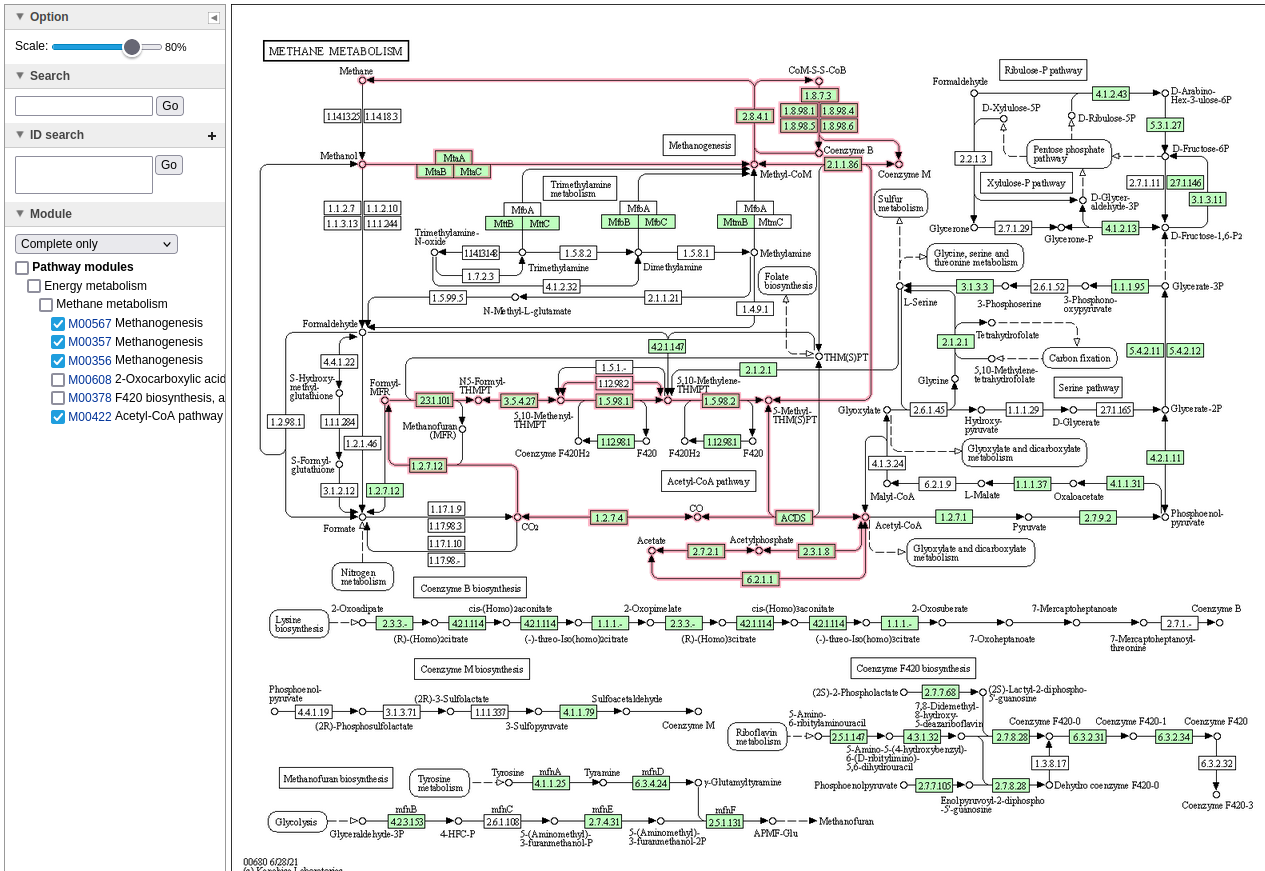 Option
Scale: 80%
Search
Go
ID search +
Go
Module
Complete only
Pathway modules
Energy metabolism
Methane metabolism
M00567 Methanogenesis
M00357 Methanogenesis
M00356 Methanogenesis
M00608 2-Oxocarboxylic acid
M00378 F420 biosynthesis, a
M00422 Acetyl-CoA pathway
METHANE METABOLISM
Methane
CoM-S-S-CoB
1.8.7.3
1.8.98.1 1.8.98.4
1.8.98.5 1.8.98.6
2.8.4.1
1.14.13.25 1.14.18.3
Methanogenesis
Coenzyme B
Methanol
MtaA
MtaB MtaC
Methyl-CoM
2.1.1.86
Coenzyme M
Ribulose-P pathway
Formaldehyde
4.1.2.43
D-Arabino-
Hex-3-ulose-6P
D-Xylulose-5P
D-Ribulose-5P
5.3.1.27
Pentose phosphate
pathway
D-Fructose-6P
2.2.1.3
Xylulose-P pathway
2.7.1.11 2.7.1.146
3.1.3.11
D-Glycer-
aldehyde-3P
Glycerone
2.7.1.29
Glycerone-P
4.1.2.13
D-Fructose-1,6-P2
Trimethylamine
metabolism
Sulfur
metabolism
1.1.2.7 1.1.2.10
1.1.3.13 1.1.1.244
MfbA
MttB MttC
MfbA
MfbB MfbC
MfbA
MtmB MtmC
Trimethylamine-
N-oxide
1.14.13.148
Trimethylamine
1.5.8.2
Dimethylamine
1.5.8.1
Methylamine
1.7.2.3
4.1.2.32
1.5.99.5
N-Methyl-L-glutamate
2.1.1.21
1.4.9.1
Folate
biosynthesis
Glycine, serine and
threonine metabolism
L-Serine
3.1.3.3
3-Phosphoserine
2.6.1.52
3-Phosphono-
oxypyruvate
1.1.1.95
Glycerate-3P
Formaldehyde
4.2.1.147
THM(S)PT
2.1.2.1
Tetrahydrofolate
2.1.2.1
Carbon fixation
5,10-Methylene-
tetrahydrofolate
5.4.2.11 5.4.2.12
Glycine
Serine pathway
4.4.1.22
S-Hydroxy-
methyl-
glutathione
Formyl-
MFR
2.3.1.101
N5-Formyl-
THMPT
3.5.4.27
5,10-Methenyl-
THMPT
1.5.1.-
1.12.98.2
1.5.98.1
5,10-Methylene-
THMPT
1.5.98.2
5-Methyl-
THM(S)PT
Glyoxylate
2.6.1.45
Hydroxy-
pyruvate
1.1.1.29
D-Glycerate
2.7.1.165
Glycerate-2P
1.2.98.1
1.1.1.284
1.2.1.46
Methanofuran
(MFR)
1.12.98.1
Coenzyme F420H2
F420
1.12.98.1
F420H2
F420
Glyoxylate and dicarboxylate
metabolism
S-Formyl-
glutathione
1.2.7.12
4.1.3.24
4.2.1.11
3.1.2.12
1.2.7.12
Acetyl-CoA pathway
Malyl-CoA
6.2.1.9
L-Malate
1.1.1.37
Oxaloacetate
4.1.1.31
Formate
1.17.1.9
1.17.98.3
1.17.1.10
1.17.98.-
CO2
1.2.7.4
CO
ACDS
Acetyl-CoA
1.2.7.1
Pyruvate
2.7.9.2
Phosphoenol-
pyruvate
Acetate
2.7.2.1
Acetylphosphate
2.3.1.8
6.2.1.1
Glyoxylate and dicarboxylate
metabolism
Nitrogen
metabolism
Coenzyme B biosynthesis
Lysine
biosynthesis
2-Oxoadipate
2.3.3.-
(R)-(Homo)2citrate
4.2.1.114
cis-(Homo)2aconitate
4.2.1.114
(-)-threo-Iso(homo)2citrate
1.1.1.-
2-Oxopimelate
2.3.3.-
(R)-(Homo)3citrate
4.2.1.114
cis-(Homo)3aconitate
4.2.1.114
(-)-threo-Iso(homo)3citrate
1.1.1.-
2-Oxosuberate
7-Oxoheptanoate
7-Mercaptoheptanoate
7-Mercaptoheptanoyl-
threonine
2.7.1.-
Coenzyme B
Coenzyme M biosynthesis
Phosphoenol-
pyruvate
4.4.1.19
(2R)-Phosphosulfolactate
3.1.3.71
(2R)-3-Sulfolactate
1.1.1.337
3-Sulfopyruvate
4.1.1.79
Sulfoacetaldehyde
Coenzyme M
Coenzyme F420 biosynthesis
(2S)-2-Phospholactate
2.7.7.68
(2S)-Lactyl-2-diphospho-
5'-guanosine
Riboflavin
metabolism
5-Amino-
6-ribitylaminouracil
2.5.1.147
5-Amino-5-(4-hydroxybenzyl)-
6-(D-ribitylimino)-
5,6-dihydrouracil
4.3.1.32
7,8-Didemethyl-
8-hydroxy-
5-deazariboflavin
2.7.8.28
Coenzyme F420-0
6.3.2.31
Coenzyme F420-1
6.3.2.34
Coenzyme F420
1.3.8.17
6.3.2.32
Phosphoenolpyruvate
2.7.7.105
Enolpyruvoyl-2-diphospho
-5'-guanosine
2.7.8.28
Dehydro coenzyme F420-0
Coenzyme F420-3
Methanofuran biosynthesis
Tyrosine
metabolism
Tyrosine
mfnA
4.1.1.25
Tyramine
mfnD
6.3.4.24
γ-Glutamyltyramine
Glycolysis
Glyceraldehyde-3P
mfnB
4.2.3.153
4-HFC-P
mfnC
2.6.1.108
5-(Aminomethyl)-
3-furanmethanol-P
mfnE
2.7.4.31
5-(Aminomethyl)-
3-furanmethanol-2P
mfnF
2.5.1.131
APMF-Glu
Methanofuran
00680 6/28/21